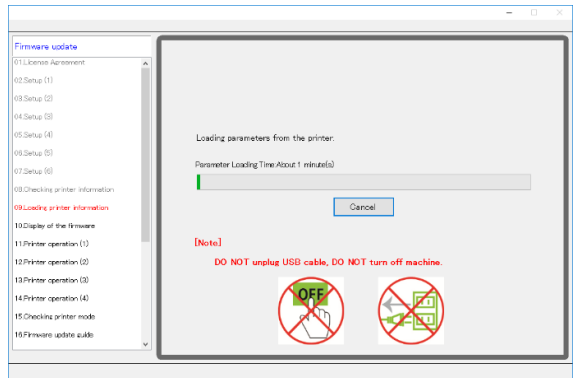 Firmware update
01.License Agreement
02.Setup (1)
03.Setup (2)
04.Setup (3)
05.Setup (4)
06.Setup (5)
07.Setup (6)
08.Checking printer information
09.Loading printer information
10.Display of the firmware
11.Printer operation (1)
12.Printer operation (2)
13.Printer operation (3)
14.Printer operation (4)
15.Checking printer mode
16.Firmware update guide
Loading parameters from the printer.
Parameter Loading Time:About 1 minute(s)
Cancel
[Note]
DO NOT unplug USB cable, DO NOT turn off machine.
OFF